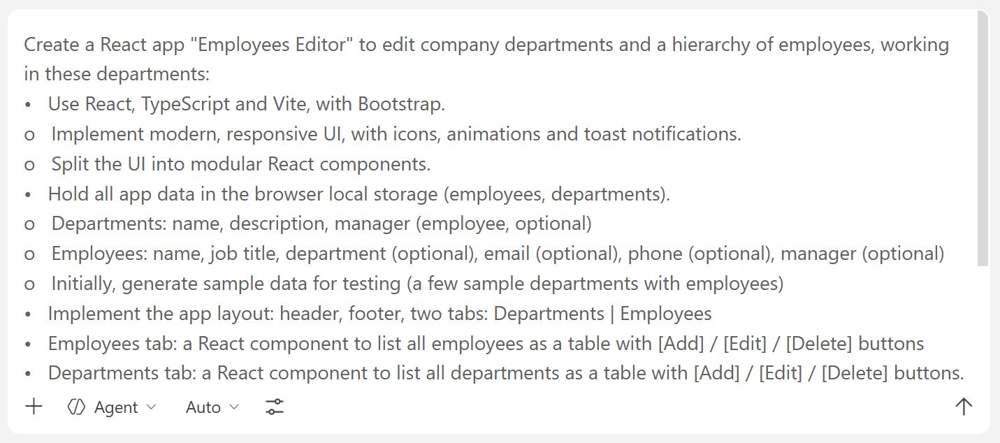 Create a React app "Employees Editor" to edit company departments and a hierarchy of employees, working
in these departments:
• Use React, TypeScript and Vite, with Bootstrap.
o Implement modern, responsive UI, with icons, animations and toast notifications.
o Split the UI into modular React components.
• Hold all app data in the browser local storage (employees, departments).
o Departments: name, description, manager (employee, optional)
o Employees: name, job title, department (optional), email (optional), phone (optional), manager (optional)
o Initially, generate sample data for testing (a few sample departments with employees)
• Implement the app layout: header, footer, two tabs: Departments | Employees
• Employees tab: a React component to list all employees as a table with [Add] / [Edit] / [Delete] buttons
• Departments tab: a React component to list all departments as a table with [Add] / [Edit] / [Delete] buttons.
Agent Auto